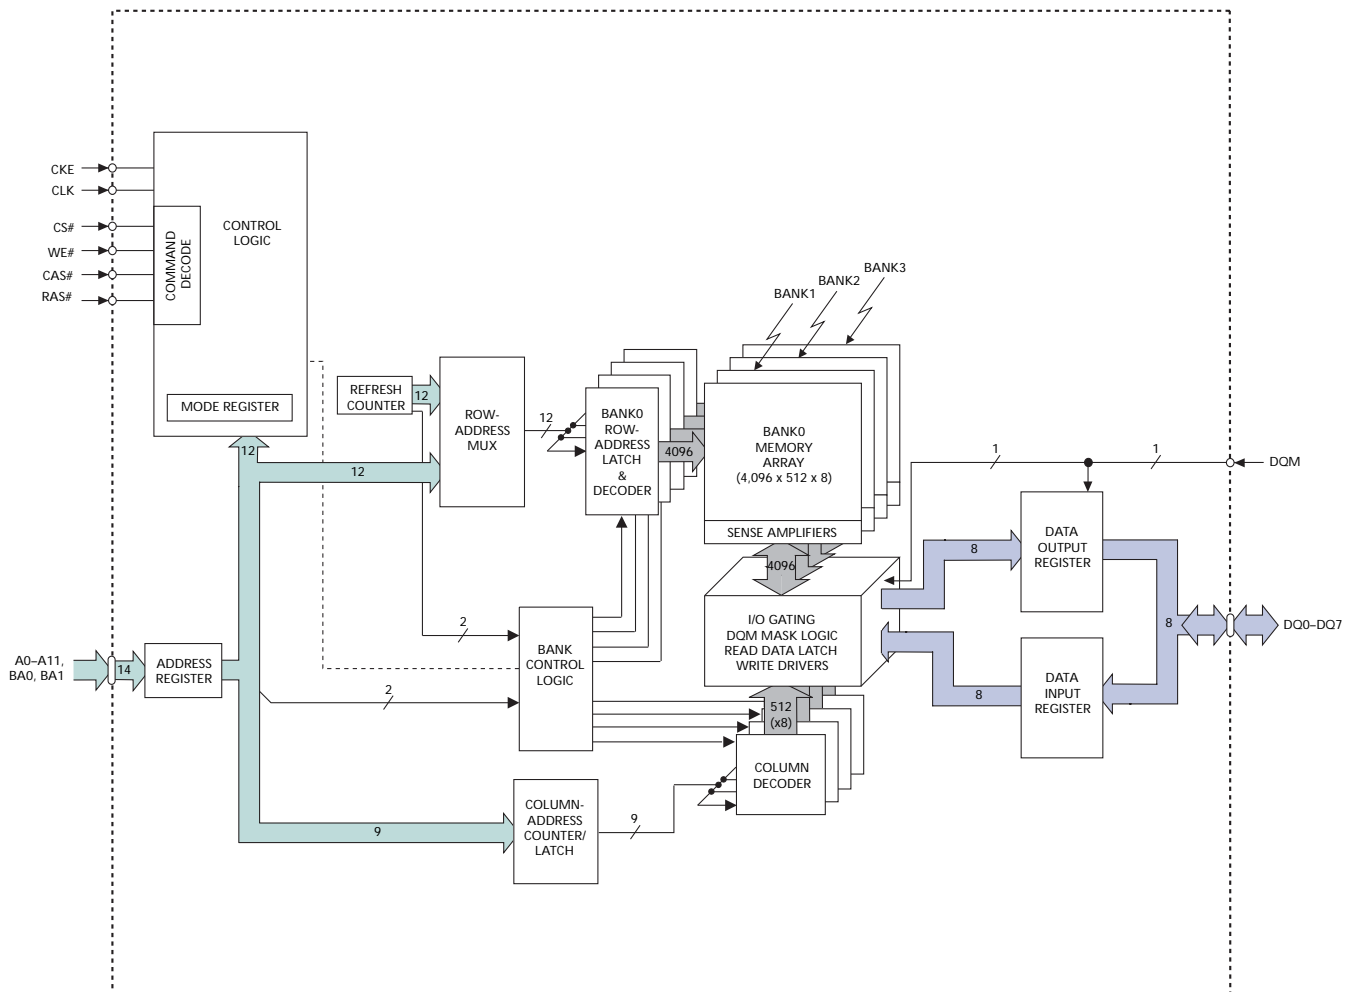 CKE
CLK
CS#
WE#
CAS#
RAS#
COMMAND
DECODE
CONTROL
LOGIC
MODE REGISTER
12
12
REFRESH
COUNTER
12
ROW-
ADDRESS
MUX
12
BANK0
ROW-
ADDRESS
LATCH
&
DECODER
4096
BANK1
BANK2
BANK3
BANK0
MEMORY
ARRAY
(4,096 x 512 x 8)
SENSE AMPLIFIERS
4096
I/O GATING
DQM MASK LOGIC
READ DATA LATCH
WRITE DRIVERS
512
(x8)
COLUMN
DECODER
1
1
DQM
8
DATA
OUTPUT
REGISTER
8
DQ0–DQ7
8
DATA
INPUT
REGISTER
A0–A11,
BA0, BA1
14
ADDRESS
REGISTER
2
2
BANK
CONTROL
LOGIC
9
COLUMN-
ADDRESS
COUNTER/
LATCH
9